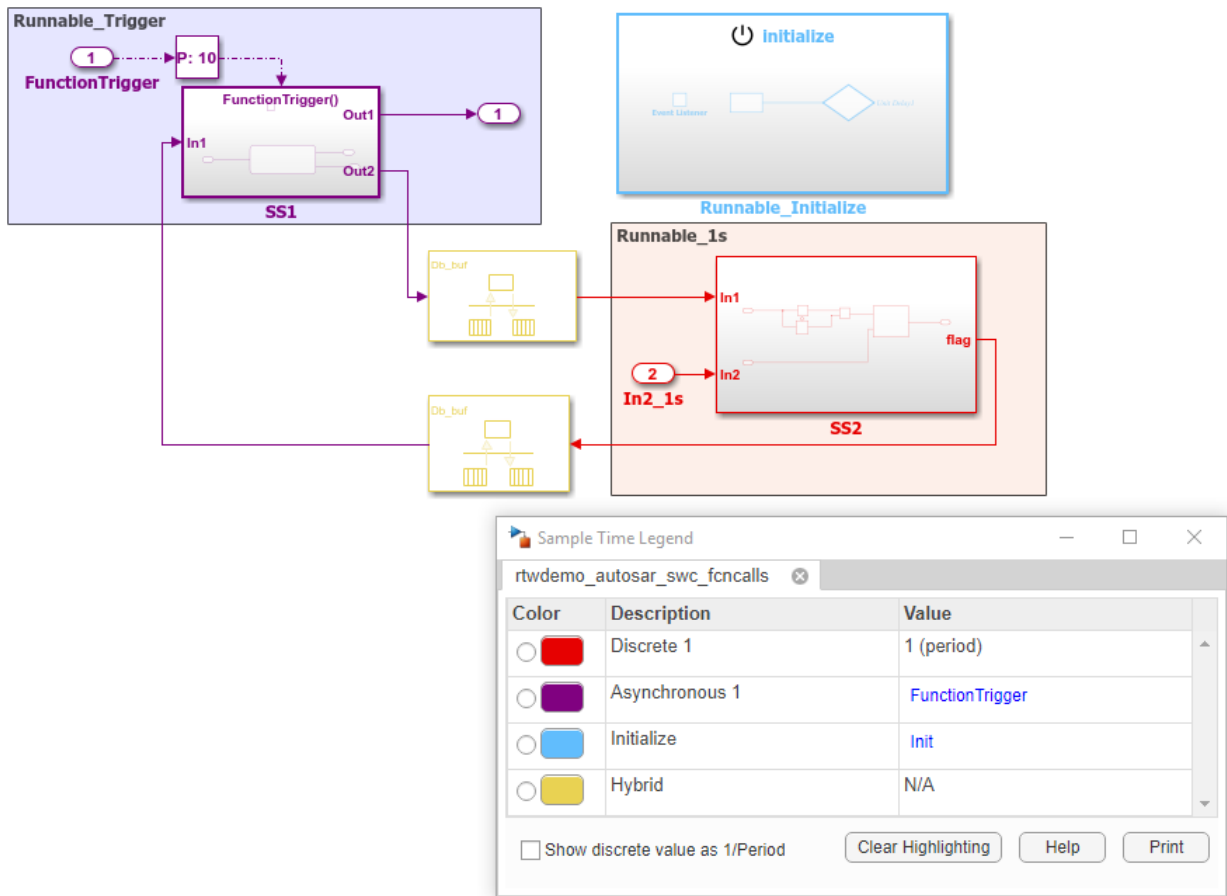 Runnable_Trigger
1
P: 10
FunctionTrigger
FunctionTrigger()
Out1
1
In1
Out2
SS1
initialize
Event Listener
Runnable_Initialize
Runnable_1s
Db_buf
In1
flag
2
In2
In2_1s
SS2
Db_buf
Sample Time Legend
rtwdemo_autosar_swc_fcncalls
Color Description Value
Discrete 1 1 (period)
Asynchronous 1 FunctionTrigger
Initialize Init
Hybrid N/A
Show discrete value as 1/Period Clear Highlighting Help Print